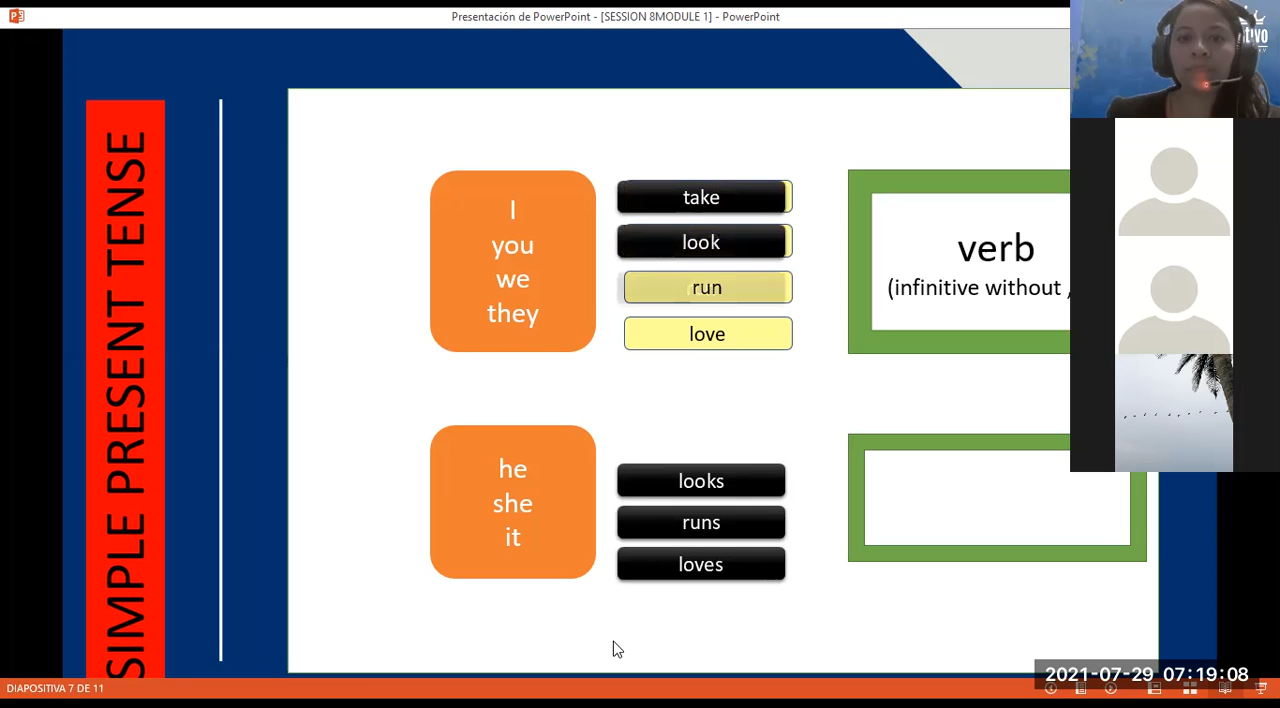 Presentación de PowerPoint - [SESSION 8MODULE 1] - PowerPoint
SIMPLE PRESENT TENSE
I
you
we
they
take
look
run
love
verb
(infinitive without
he
she
it
looks
runs
loves
2021-07-29 07:19:08
DIAPOSITIVA 7 DE 11